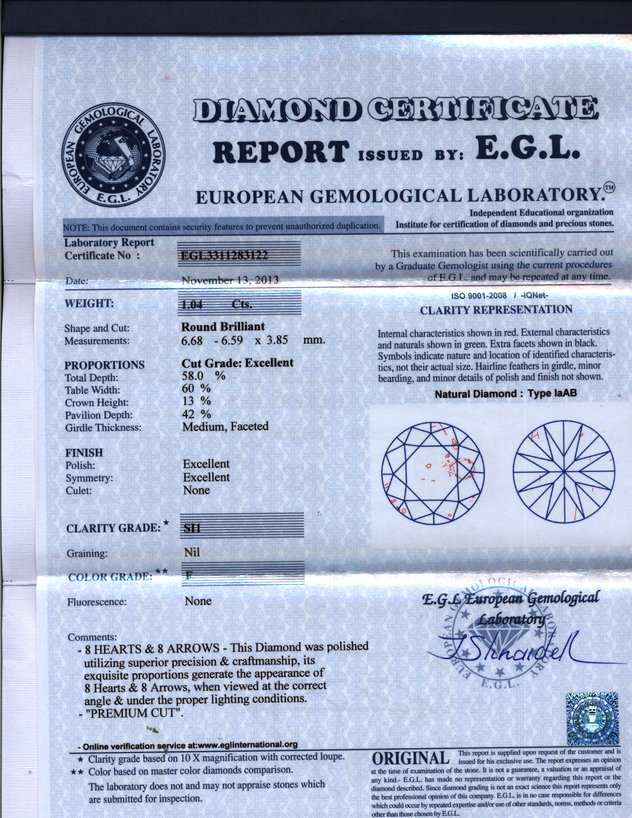 DIAMOND CERTIFICATE
REPORT ISSUED BY: E.G.L.
EUROPEAN GEMOLOGICAL LABORATORY.™
EUROPEAN GEMOLOGICAL LABORATORY
E.G.L.
Independent Educational organization
Institute for certification of diamonds and precious stones.
NOTE: This document contains security features to prevent unauthorized duplication.
Laboratory Report
Certificate No : EGL3311283122
Date: November 13, 2013
WEIGHT: 1.04 Cts.
Shape and Cut: Round Brilliant
Measurements: 6.68 - 6.59 x 3.85 mm.
PROPORTIONS Cut Grade: Excellent
Total Depth: 58.0 %
Table Width: 60 %
Crown Height: 13 %
Pavilion Depth: 42 %
Girdle Thickness: Medium, Faceted
FINISH
Polish: Excellent
Symmetry: Excellent
Culet: None
CLARITY GRADE: * SI1
Graining: Nil
COLOR GRADE: ** F
Fluorescence: None
Comments:
- 8 HEARTS & 8 ARROWS - This Diamond was polished
utilizing superior precision & craftmanship, its
exquisite proportions generate the appearance of
8 Hearts & 8 Arrows, when viewed at the correct
angle & under the proper lighting conditions.
- "PREMIUM CUT".
- Online verification service at:www.eglinternational.org
* Clarity grade based on 10 X magnification with corrected loupe.
** Color based on master color diamonds comparison.
The laboratory does not and may not appraise stones which
are submitted for inspection.
This examination has been scientifically carried out
by a Graduate Gemologist using the current procedures
of E.G.L. and may be repeated at any time.
ISO 9001-2008 / -IQNet-
CLARITY REPRESENTATION
Internal characteristics shown in red. External characteristics
and naturals shown in green. Extra facets shown in black.
Symbols indicate nature and location of identified characteris-
tics, not their actual size. Hairline feathers in girdle, minor
bearding, and minor details of polish and finish not shown.
Natural Diamond : Type IaAB
E.G.L European Gemological
Laboratory
E.G.L.
ORIGINAL This report is supplied upon request of the customer and is
issued for his exclusive use. The report expresses an opinion
at the time of examination of the stone. It is not a guarantee, a valuation or an appraisal of
any kind.- E.G.L. has made no representation or warranty regarding this report or the
diamond described. Since diamond grading is not an exact science this report represents only
the best professional opinion of this company. E.G.L. is in no case responsible for differences
which could occur by repeated expertise and/or use of other standards, norms, methods or criteria
other than those chosen by E.G.L.